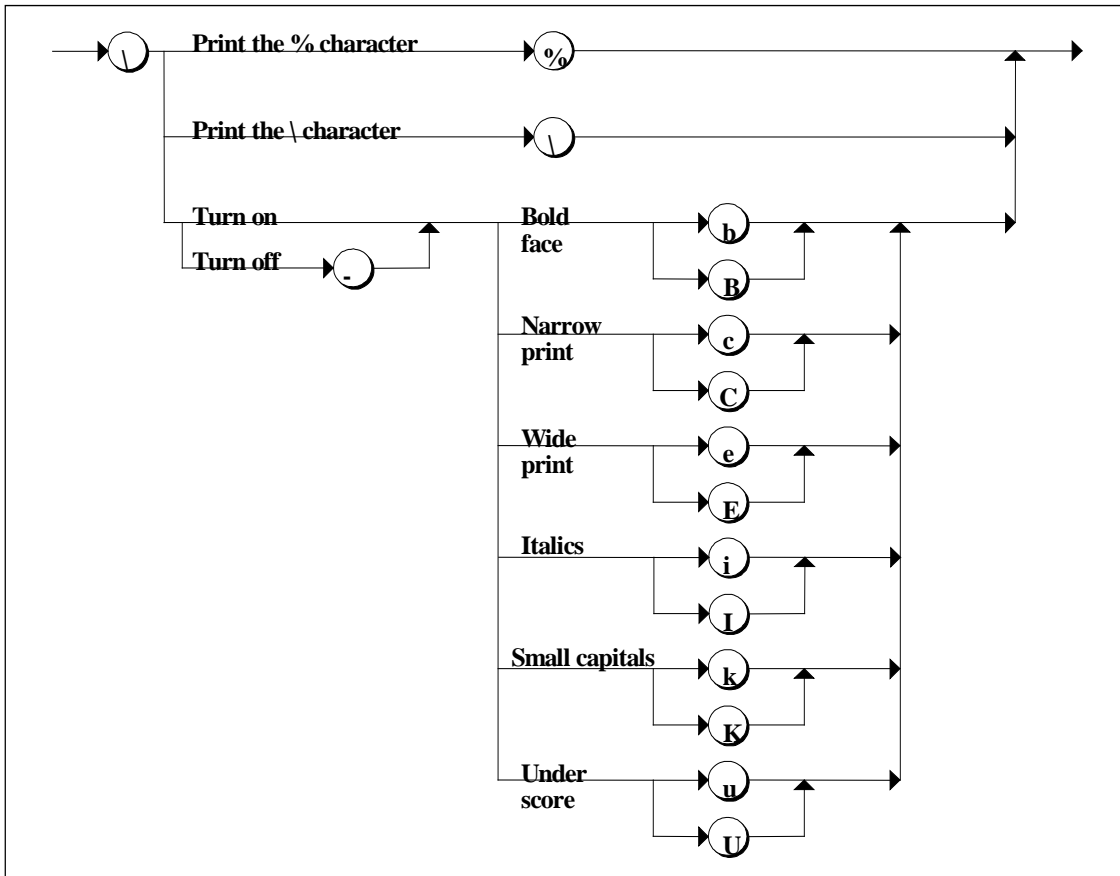 Print the % character
%
\
Print the \ character
\
Turn on
Turn off
-
Bold
face
b
B
Narrow
print
c
C
Wide
print
e
E
Italics
i
I
Small capitals
k
K
Under
score
u
U